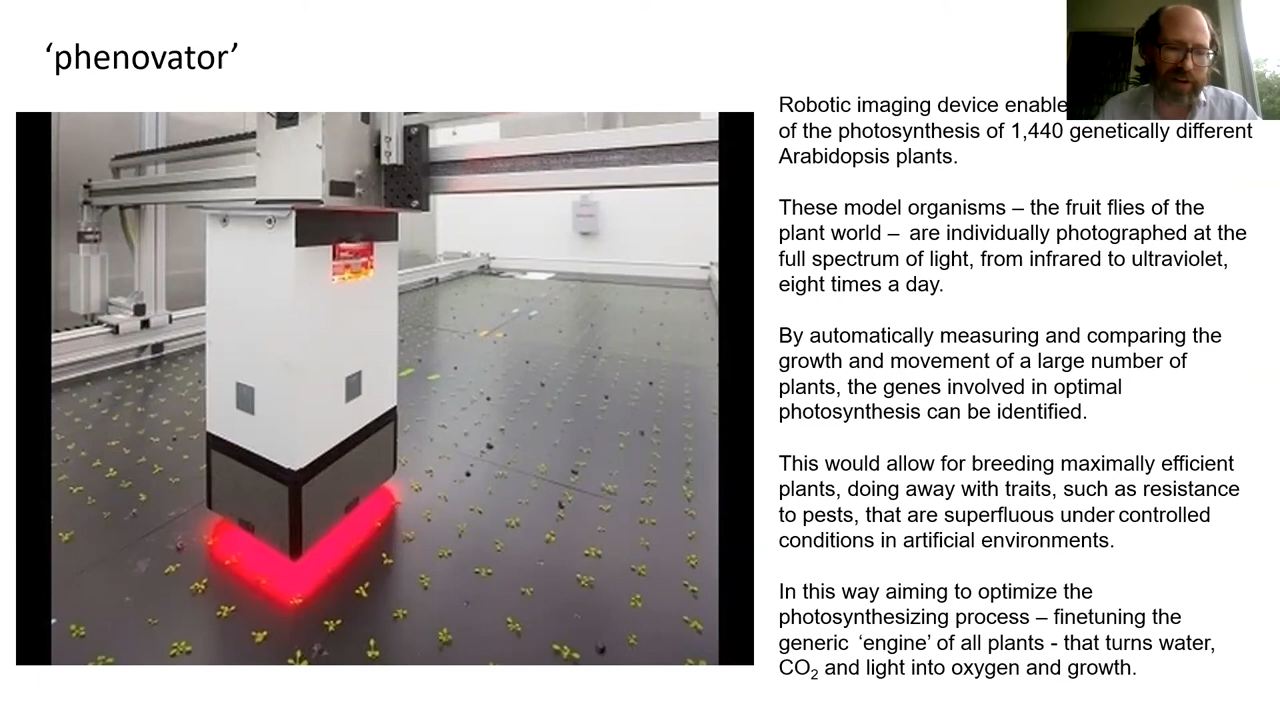 ‘phenovator’
Robotic imaging device enable
of the photosynthesis of 1,440 genetically different
Arabidopsis plants.
These model organisms – the fruit flies of the
plant world – are individually photographed at the
full spectrum of light, from infrared to ultraviolet,
eight times a day.
By automatically measuring and comparing the
growth and movement of a large number of
plants, the genes involved in optimal
photosynthesis can be identified.
This would allow for breeding maximally efficient
plants, doing away with traits, such as resistance
to pests, that are superfluous under controlled
conditions in artificial environments.
In this way aiming to optimize the
photosynthesizing process – finetuning the
generic ‘engine’ of all plants - that turns water,
CO₂ and light into oxygen and growth.